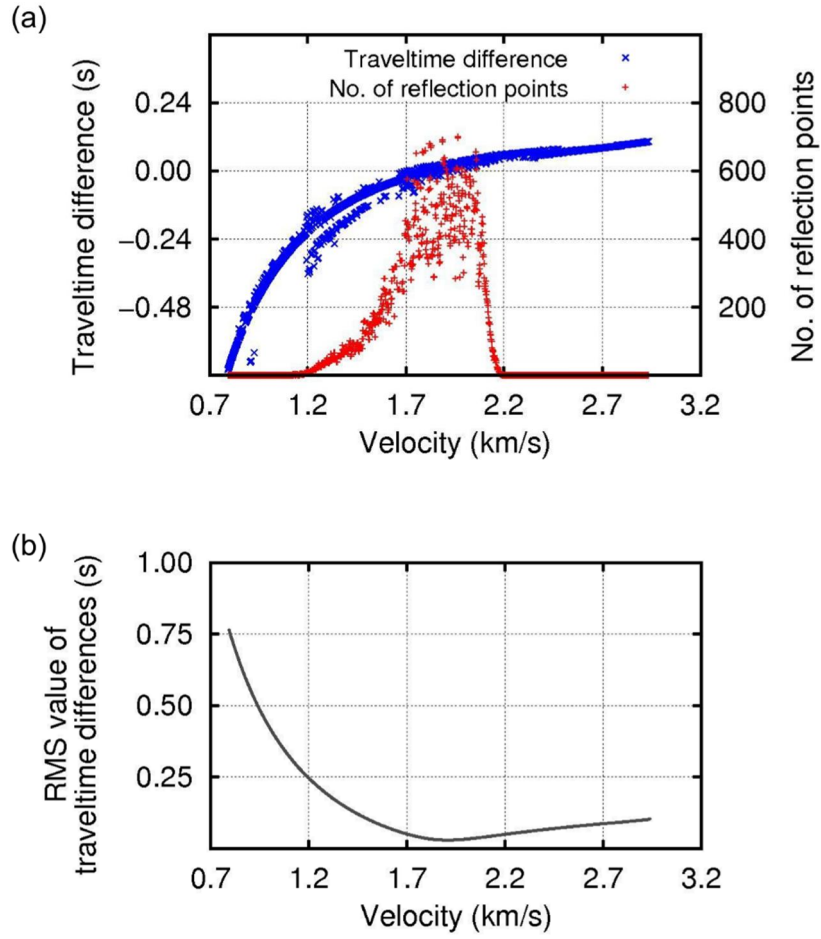 (a)
Traveltime difference
No. of reflection points
Traveltime difference (s)
0.24
0.00
−0.24
−0.48
800
600
400
200
No. of reflection points
0.7 1.2 1.7 2.2 2.7 3.2
Velocity (km/s)
(b)
RMS value of
traveltime differences (s)
1.00
0.75
0.50
0.25
0.7 1.2 1.7 2.2 2.7 3.2
Velocity (km/s)